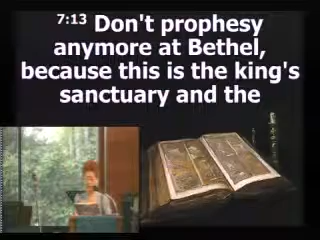 7:13 Don't prophesy
anymore at Bethel,
because this is the king's
sanctuary and the